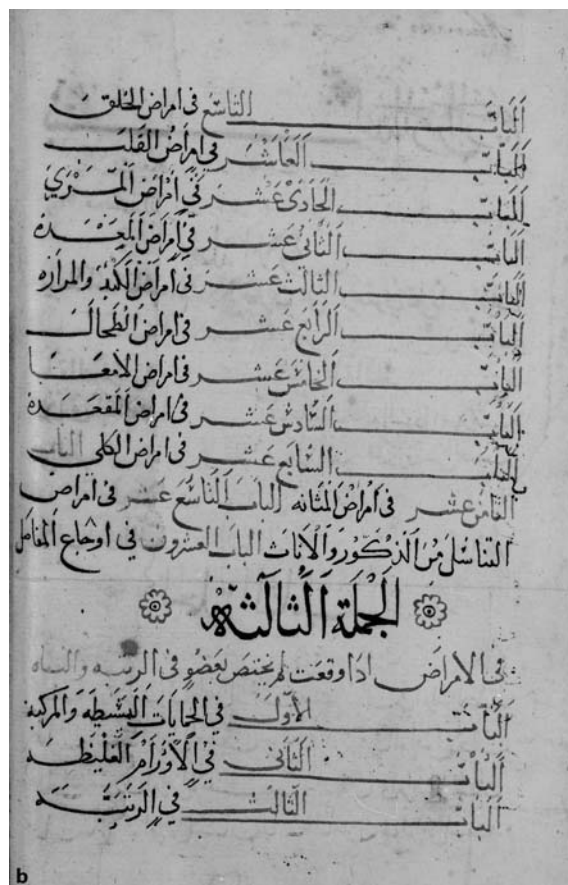 الباب التاسع في امراض الحلق
الباب العاشر في امراض القلب
الباب الحادي عشر في امراض المري
الباب الثاني عشر في امراض المعده
الباب الثالث عشر في امراض الكبد والمراره
الباب الرابع عشر في امراض الطحال
الباب الخامس عشر في امراض الامعا
الباب السادس عشر في امراض المقعده
الباب السابع عشر في امراض الكلى الباب
الثامن عشر في امراض المثانه الباب التاسع عشر في امراض
التناسل من الذكور والاناث الباب العشرون في اوجاع المفاصل
الجملة الثالثه
في الامراض اذا وقعت لم يختص بعضو في
الباب الاول في الحمايات البسيطه والمركبه
الباب الثاني في الاورام الغليظه
الباب الثالث في
b